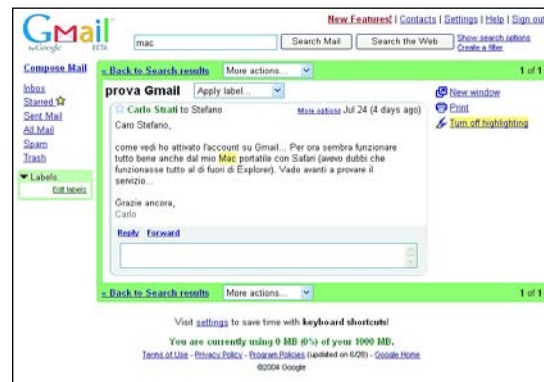 New Features! | Contacts | Settings | Help | Sign out
Gmail
by Google BETA
mac
Search Mail
Search the Web
Show search options
Create a filter
Compose Mail
Inbox
Starred
Sent Mail
All Mail
Spam
Trash
Labels
Edit labels
« Back to Search results
More actions...
1 of 1
prova Gmail
Apply label...
New window
Print
Turn off highlighting
Carlo Strati to Stefano
More options Jul 24 (4 days ago)
Caro Stefano,
come vedi ho attivato l'account su Gmail... Per ora sembra funzionare
tutto bene anche dal mio Mac portatile con Safari (avevo dubbi che
funzionasse tutto al di fuori di Explorer). Vado avanti a provare il
servizio...
Grazie ancora,
Carlo
Reply Forward
« Back to Search results
More actions...
1 of 1
Visit settings to save time with keyboard shortcuts!
You are currently using 0 MB (0%) of your 1000 MB.
Terms of Use - Privacy Policy - Program Policies (updated on 6/28) - Google Home
©2004 Google